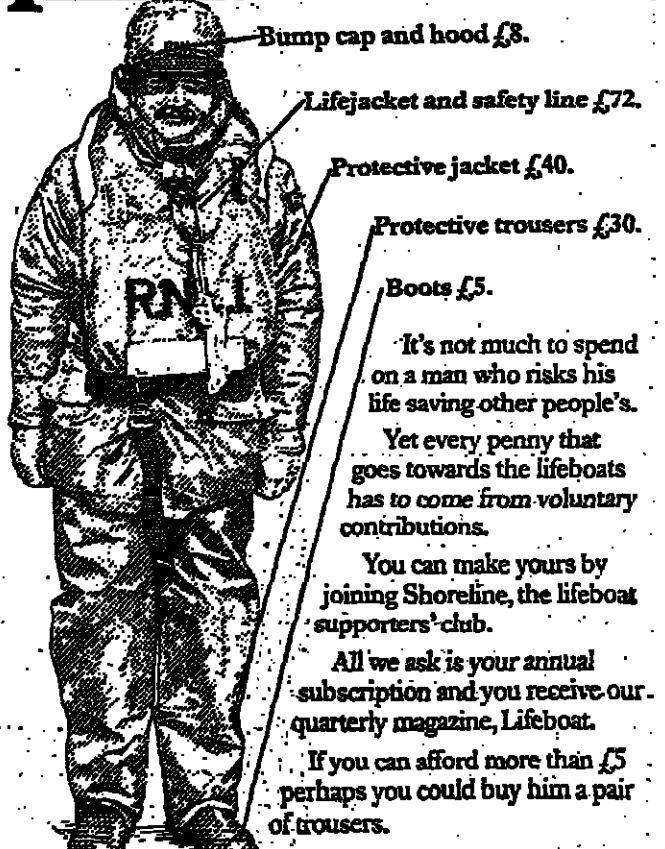 Bump cap and hood £8.
Lifejacket and safety line £72.
Protective jacket £40.
Protective trousers £30.
Boots £5.
RN I
It's not much to spend
on a man who risks his
life saving other people's.
Yet every penny that
goes towards the lifeboats
has to come from voluntary
contributions.
You can make yours by
joining Shoreline, the lifeboat
supporters' club.
All we ask is your annual
subscription and you receive our
quarterly magazine, Lifeboat.
If you can afford more than £5
perhaps you could buy him a pair
of trousers.